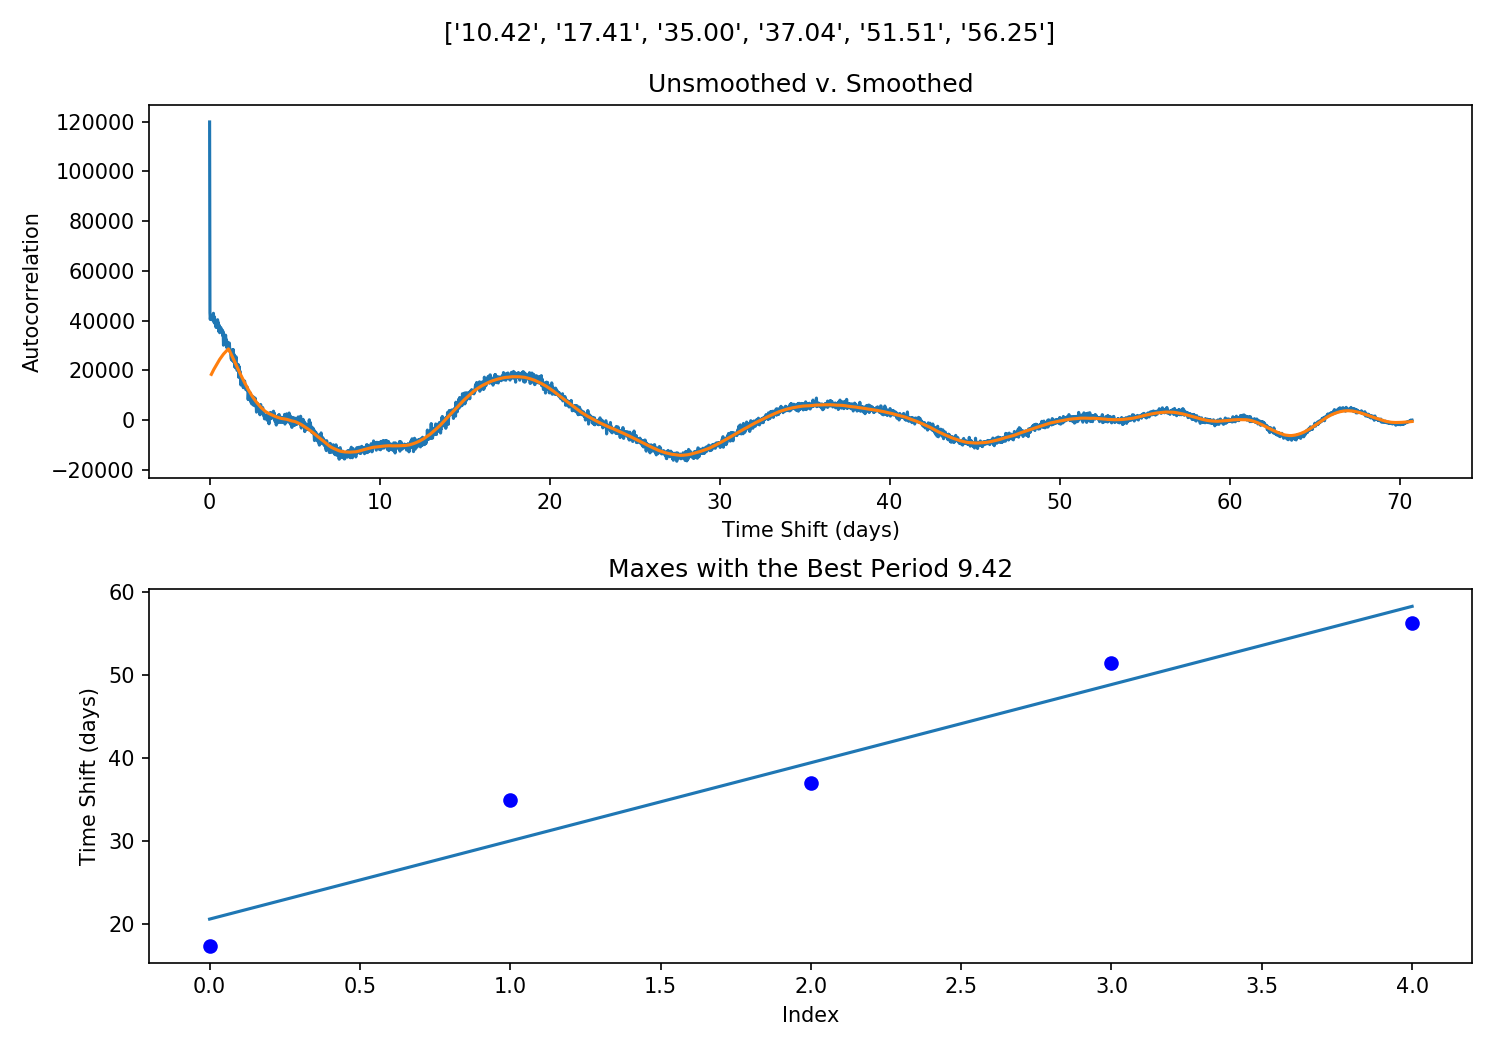 ['10.42', '17.41', '35.00', '37.04', '51.51', '56.25']
Unsmoothed v. Smoothed
120000
100000
80000
60000
40000
20000
0
−20000
Autocorrelation
0 10 20 30 40 50 60 70
Time Shift (days)
Maxes with the Best Period 9.42
60
50
40
30
20
Time Shift (days)
0.0 0.5 1.0 1.5 2.0 2.5 3.0 3.5 4.0
Index